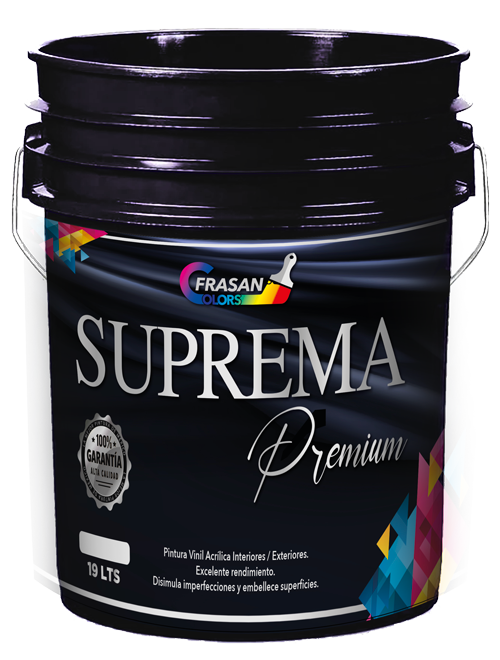 FRASAN
COLORS
SUPREMA
Premium
100%
GARANTÍA
ALTA CALIDAD
19 LTS
Pintura Vinil Acrílica Interiores / Exteriores.
Excelente rendimiento.
Disimula imperfecciones y embellece superficies.